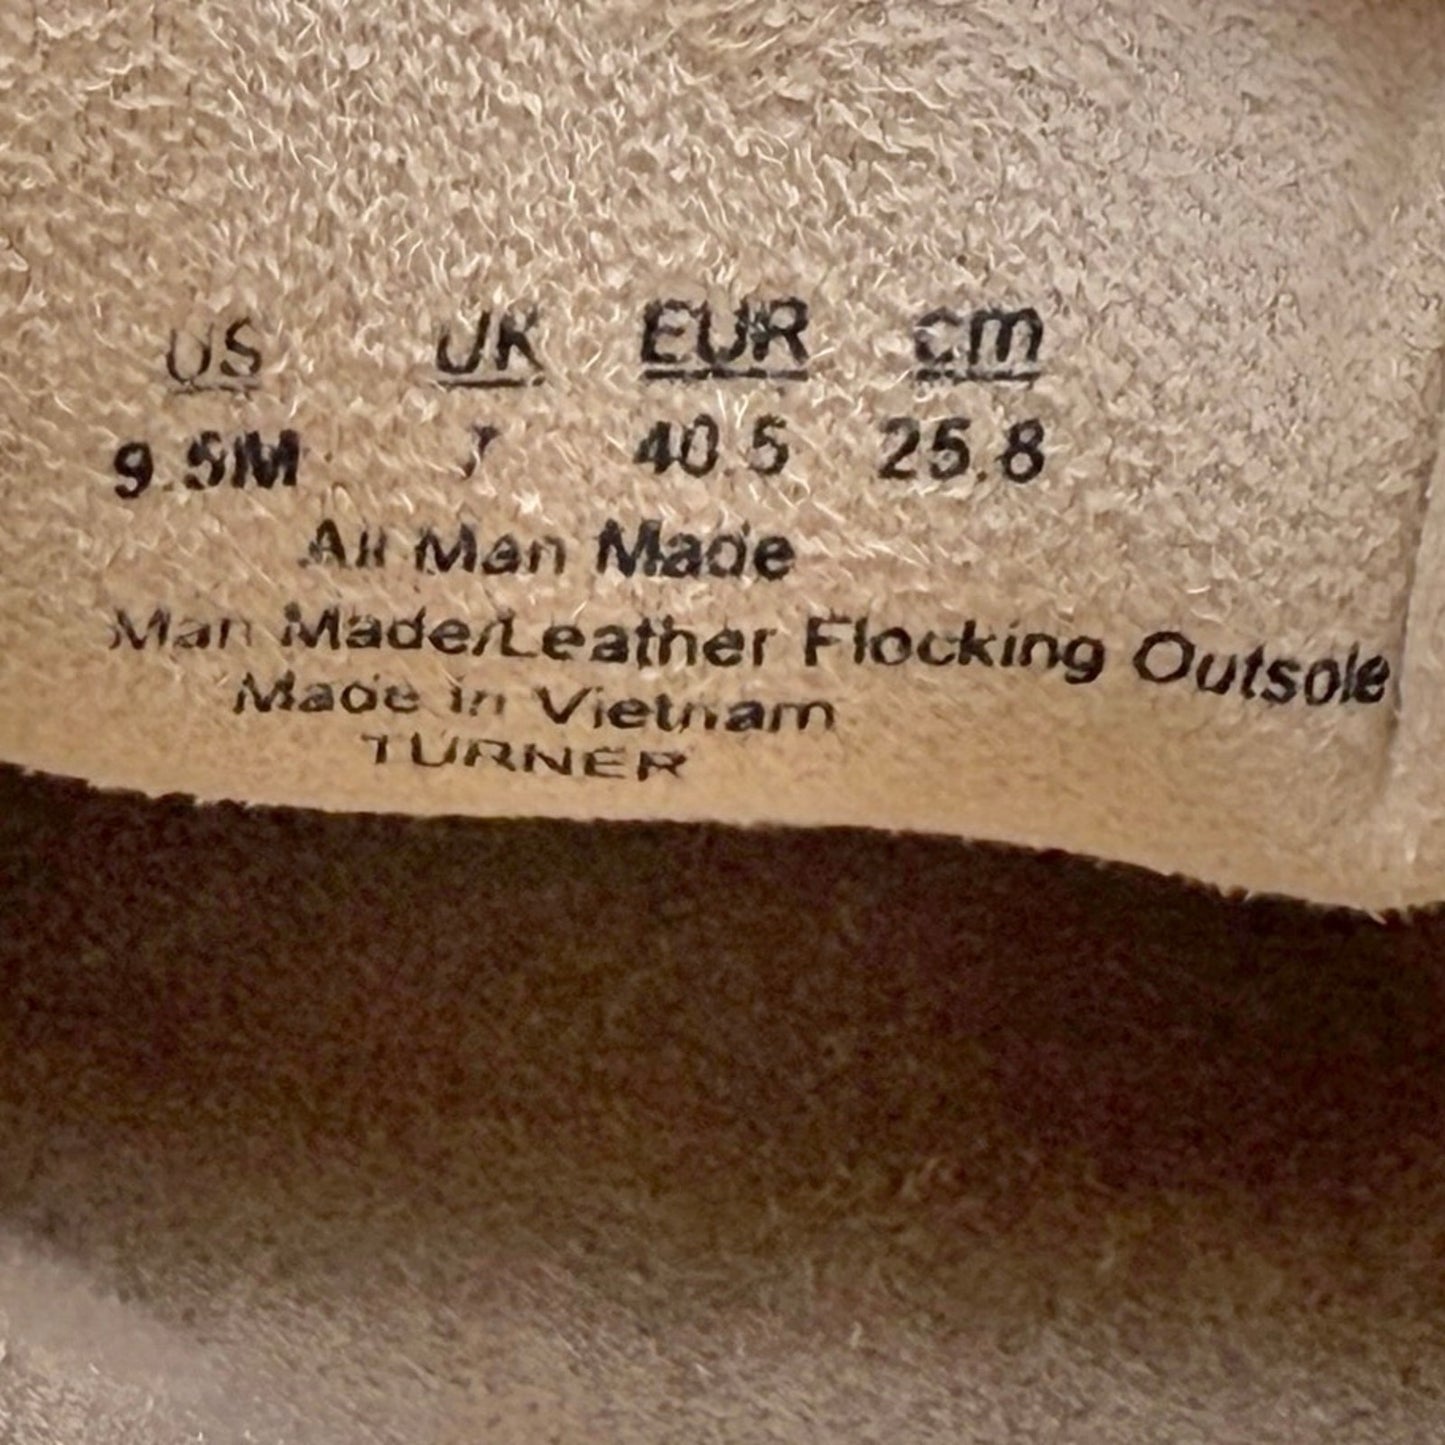 US UK EUR cm
9.5M 7 40.5 25.8
All Man Made
Man Made/Leather Flocking Outsole
Made in Vietnam
TURNER